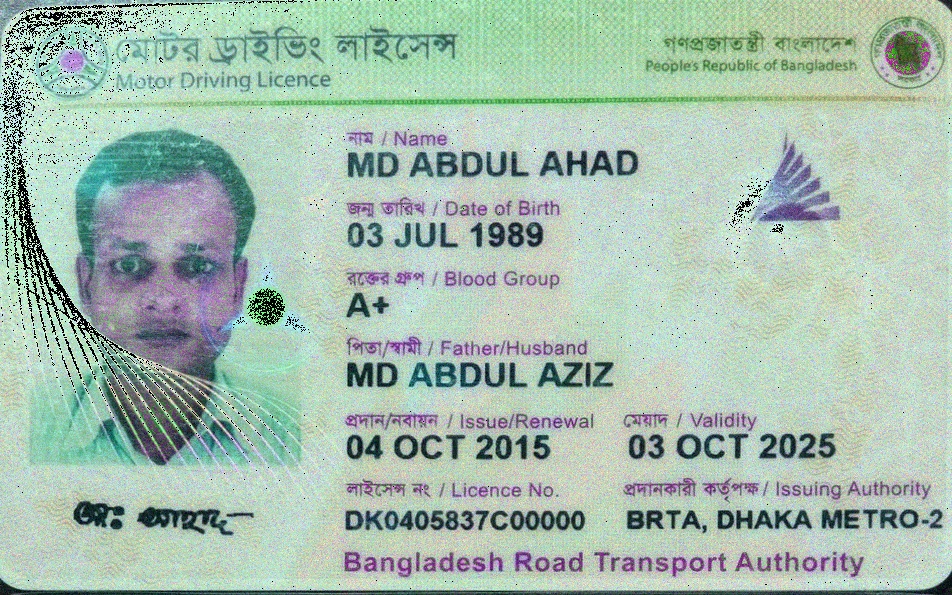 মোটর ড্রাইভিং লাইসেন্স
Motor Driving Licence
গণপ্রজাতন্ত্রী বাংলাদেশ
People's Republic of Bangladesh
নাম / Name
MD ABDUL AHAD
জন্ম তারিখ / Date of Birth
03 JUL 1989
রক্তের গ্রুপ / Blood Group
A+
পিতা/স্বামী / Father/Husband
MD ABDUL AZIZ
প্রদান/নবায়ন / Issue/Renewal
04 OCT 2015
মেয়াদ / Validity
03 OCT 2025
লাইসেন্স নং / Licence No.
DK0405837C00000
প্রদানকারী কর্তৃপক্ষ / Issuing Authority
BRTA, DHAKA METRO-2
Bangladesh Road Transport Authority